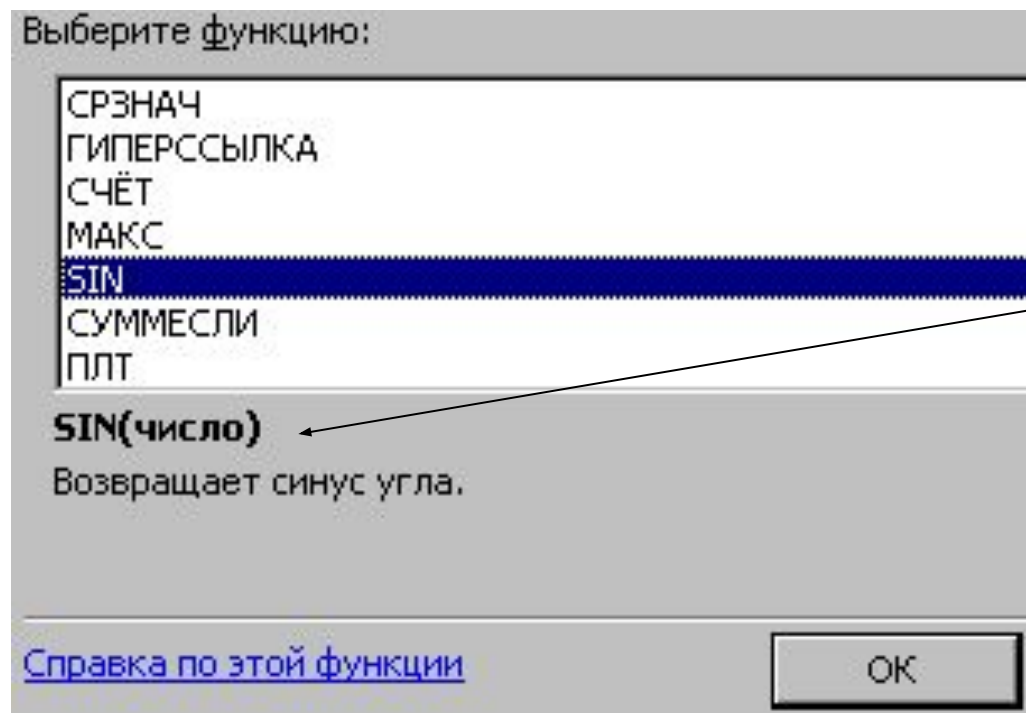 Выберите функцию:
СРЗНАЧ
ГИПЕРССЫЛКА
СЧЁТ
МАКС
SIN
СУММЕСЛИ
ПЛТ
SIN(число)
Возвращает синус угла.
Справка по этой функции
ОК